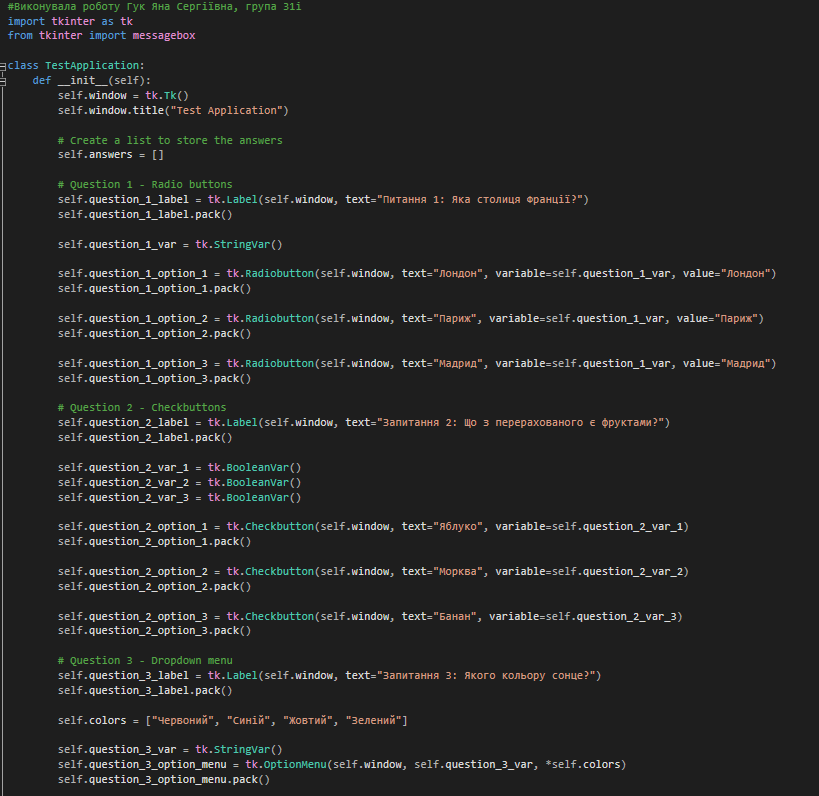 #Виконувала роботу Гук Яна Сергіївна, група 31і
import tkinter as tk
from tkinter import messagebox
class TestApplication:
    def __init__(self):
        self.window = tk.Tk()
        self.window.title("Test Application")
        # Create a list to store the answers
        self.answers = []
        # Question 1 - Radio buttons
        self.question_1_label = tk.Label(self.window, text="Питання 1: Яка столиця Франції?")
        self.question_1_label.pack()
        self.question_1_var = tk.StringVar()
        self.question_1_option_1 = tk.Radiobutton(self.window, text="Лондон", variable=self.question_1_var, value="Лондон")
        self.question_1_option_1.pack()
        self.question_1_option_2 = tk.Radiobutton(self.window, text="Париж", variable=self.question_1_var, value="Париж")
        self.question_1_option_2.pack()
        self.question_1_option_3 = tk.Radiobutton(self.window, text="Мадрид", variable=self.question_1_var, value="Мадрид")
        self.question_1_option_3.pack()
        # Question 2 - Checkbuttons
        self.question_2_label = tk.Label(self.window, text="Запитання 2: Що з перерахованого є фруктами?")
        self.question_2_label.pack()
        self.question_2_var_1 = tk.BooleanVar()
        self.question_2_var_2 = tk.BooleanVar()
        self.question_2_var_3 = tk.BooleanVar()
        self.question_2_option_1 = tk.Checkbutton(self.window, text="Яблуко", variable=self.question_2_var_1)
        self.question_2_option_1.pack()
        self.question_2_option_2 = tk.Checkbutton(self.window, text="Морква", variable=self.question_2_var_2)
        self.question_2_option_2.pack()
        self.question_2_option_3 = tk.Checkbutton(self.window, text="Банан", variable=self.question_2_var_3)
        self.question_2_option_3.pack()
        # Question 3 - Dropdown menu
        self.question_3_label = tk.Label(self.window, text="Запитання 3: Якого кольору сонце?")
        self.question_3_label.pack()
        self.colors = ["Червоний", "Синій", "Жовтий", "Зелений"]
        self.question_3_var = tk.StringVar()
        self.question_3_option_menu = tk.OptionMenu(self.window, self.question_3_var, *self.colors)
        self.question_3_option_menu.pack()